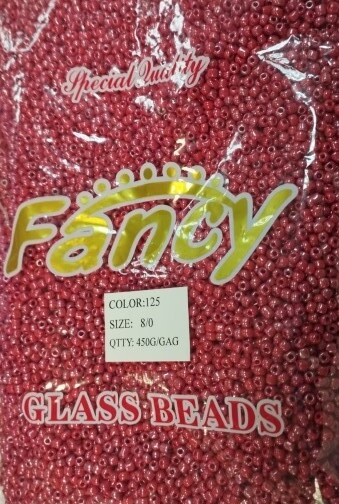 Special Quality
Fancy
COLOR:125
SIZE: 8/0
QTTY: 450G/GAG
GLASS BEADS